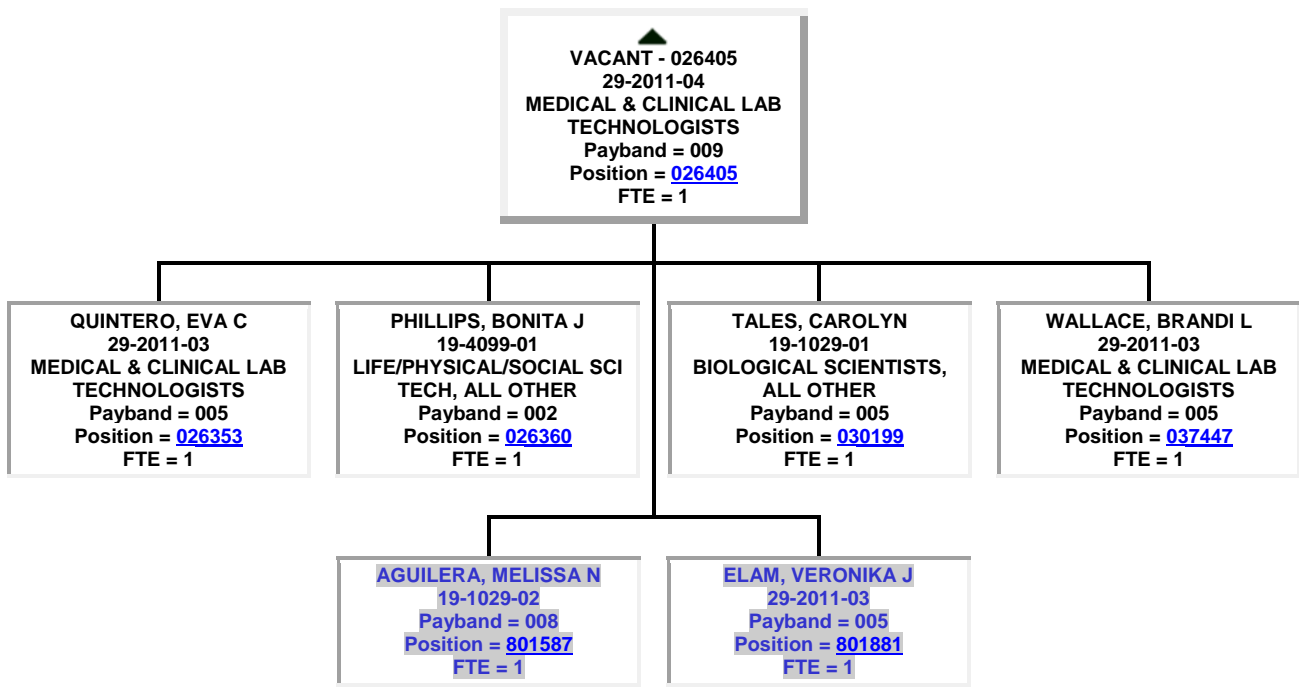 VACANT - 026405
29-2011-04
MEDICAL & CLINICAL LAB
TECHNOLOGISTS
Payband = 009
Position = 026405
FTE = 1
QUINTERO, EVA C
29-2011-03
MEDICAL & CLINICAL LAB
TECHNOLOGISTS
Payband = 005
Position = 026353
FTE = 1
PHILLIPS, BONITA J
19-4099-01
LIFE/PHYSICAL/SOCIAL SCI
TECH, ALL OTHER
Payband = 002
Position = 026360
FTE = 1
TALES, CAROLYN
19-1029-01
BIOLOGICAL SCIENTISTS,
ALL OTHER
Payband = 005
Position = 030199
FTE = 1
WALLACE, BRANDI L
29-2011-03
MEDICAL & CLINICAL LAB
TECHNOLOGISTS
Payband = 005
Position = 037447
FTE = 1
AGUILERA, MELISSA N
19-1029-02
Payband = 008
Position = 801587
FTE = 1
ELAM, VERONIKA J
29-2011-03
Payband = 005
Position = 801881
FTE = 1